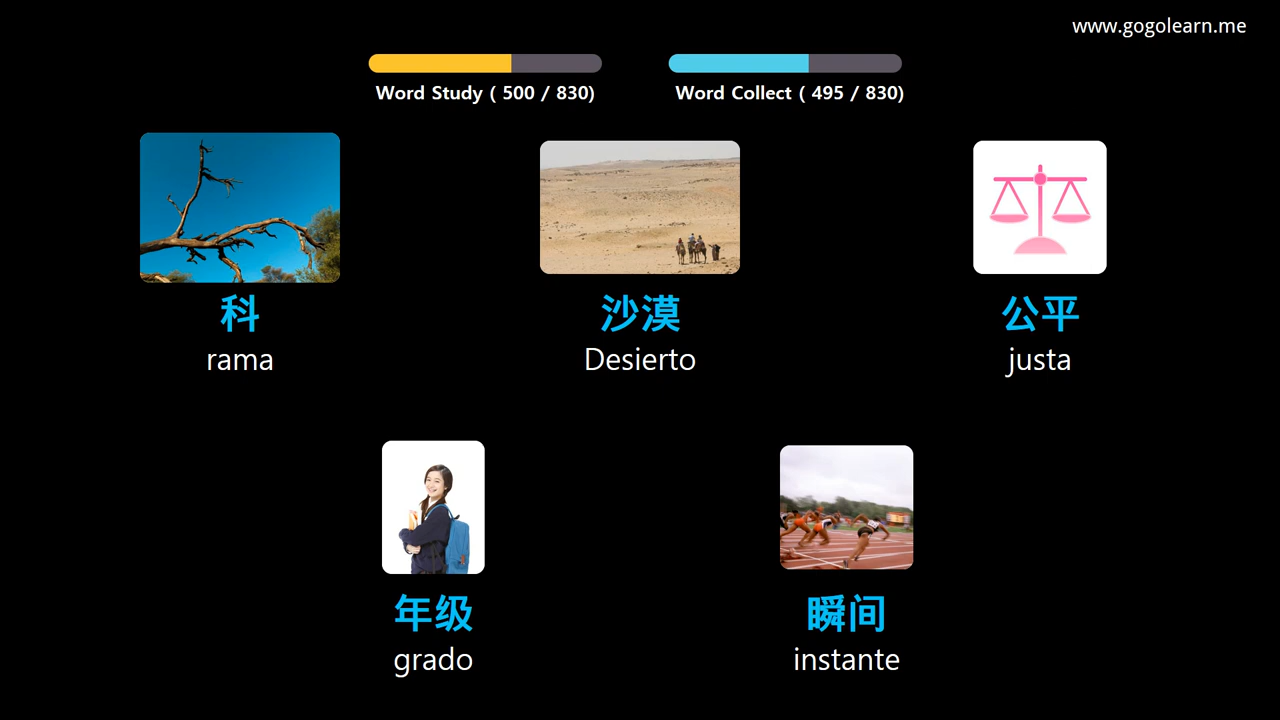 www.gogolearn.me
Word Study ( 500 / 830)
Word Collect ( 495 / 830)
科
rama
沙漠
Desierto
公平
justa
年级
grado
瞬间
instante